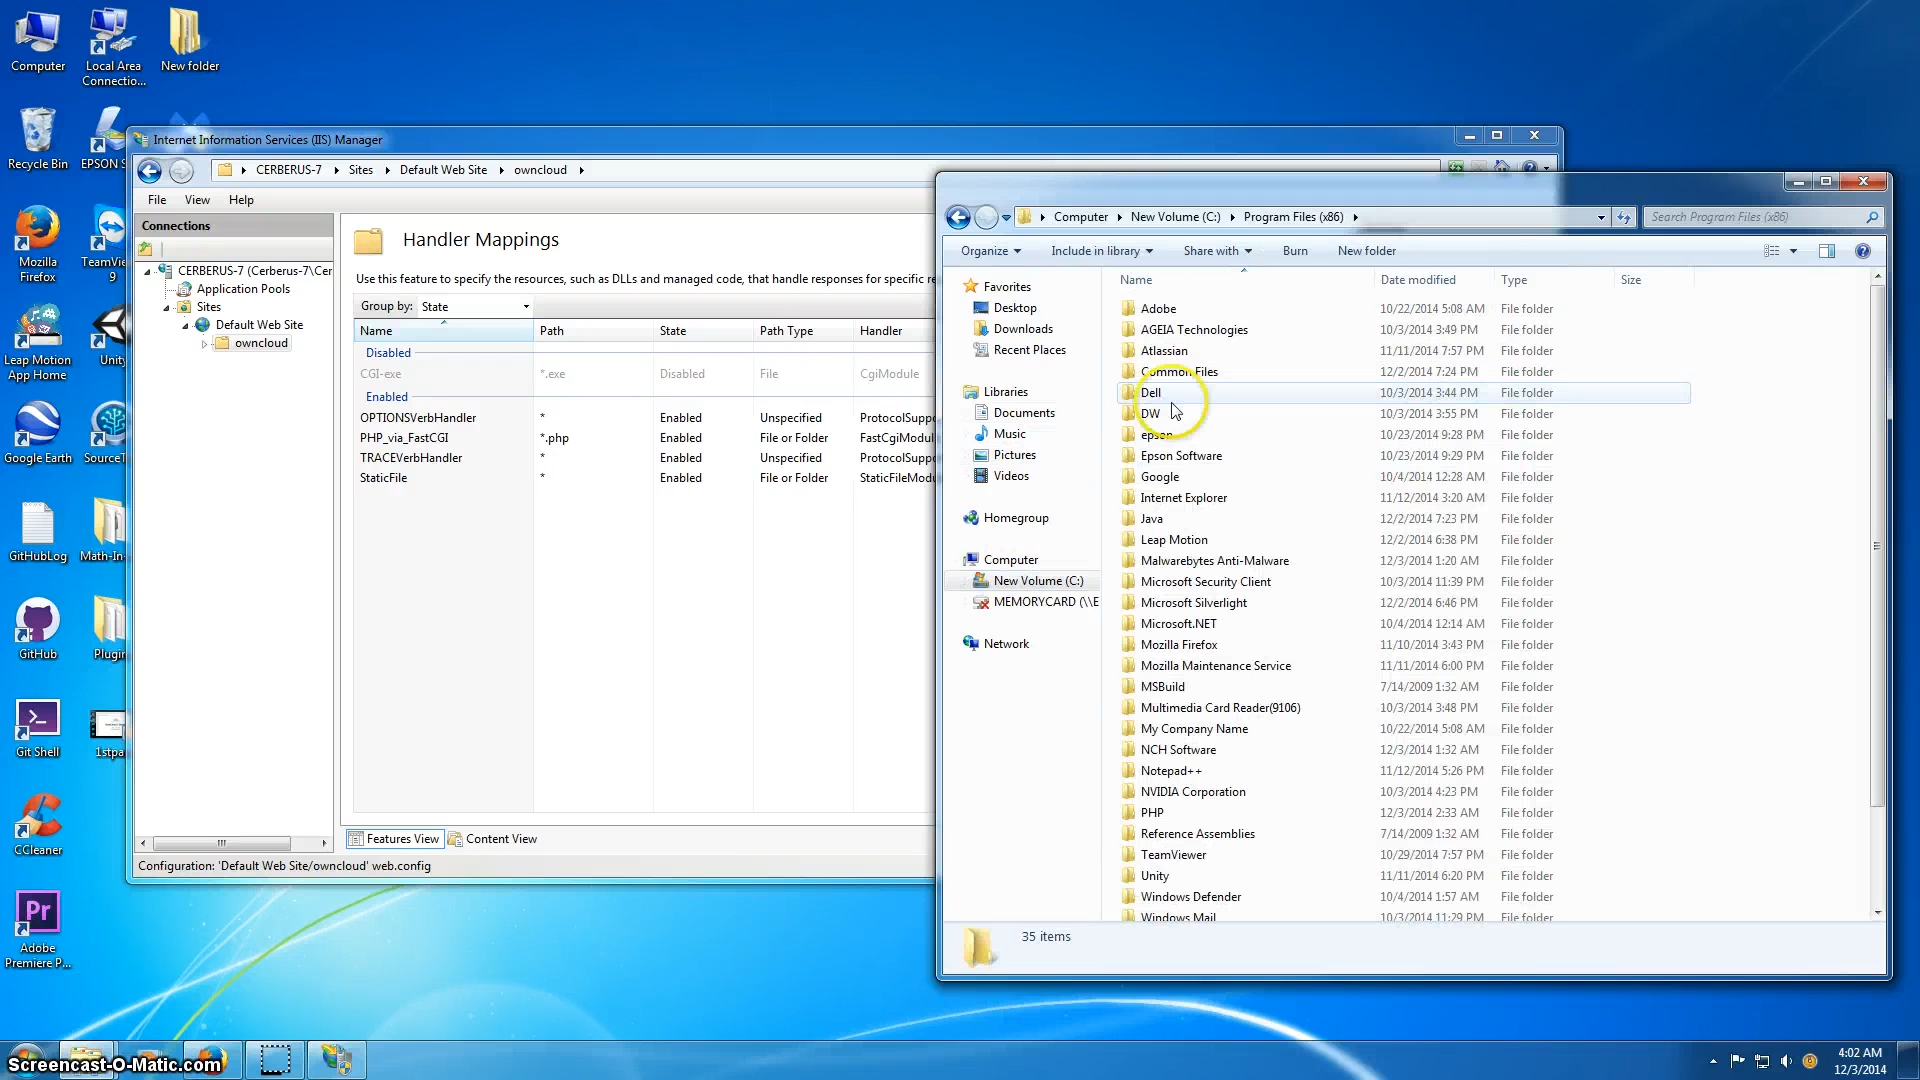 Computer
Local Area
Connectio...
New folder
Recycle Bin
EPSON S
Mozilla
Firefox
TeamVie
9
Leap Motion
App Home
Unity
Google Earth
SourceT
GitHubLog
Math-In-
GitHub
Plugin
Git Shell
1stpa
CCleaner
Adobe
Premiere P...
Internet Information Services (IIS) Manager
CERBERUS-7
Sites
Default Web Site
owncloud
File View Help
Connections
CERBERUS-7 (Cerberus-7\Cer
Application Pools
Sites
Default Web Site
owncloud
Handler Mappings
Use this feature to specify the resources, such as DLLs and managed code, that handle responses for specific re
Group by: State
Name Path State Path Type Handler
Disabled
CGI-exe *.exe Disabled File CgiModule
Enabled
OPTIONSVerbHandler * Enabled Unspecified ProtocolSuppo
PHP_via_FastCGI *.php Enabled File or Folder FastCgiModul
TRACEVerbHandler * Enabled Unspecified ProtocolSuppo
StaticFile * Enabled File or Folder StaticFileModu
Features View Content View
Configuration: 'Default Web Site/owncloud' web.config
Computer New Volume (C:) Program Files (x86)
Search Program Files (x86)
Organize Include in library Share with Burn New folder
Favorites
Desktop
Downloads
Recent Places
Libraries
Documents
Music
Pictures
Videos
Homegroup
Computer
New Volume (C:)
MEMORYCARD (\\E
Network
Name Date modified Type Size
Adobe 10/22/2014 5:08 AM File folder
AGEIA Technologies 10/3/2014 3:49 PM File folder
Atlassian 11/11/2014 7:57 PM File folder
Common Files 12/2/2014 7:24 PM File folder
Dell 10/3/2014 3:44 PM File folder
DW 10/3/2014 3:55 PM File folder
epson 10/23/2014 9:28 PM File folder
Epson Software 10/23/2014 9:29 PM File folder
Google 10/4/2014 12:28 AM File folder
Internet Explorer 11/12/2014 3:20 AM File folder
Java 12/2/2014 7:23 PM File folder
Leap Motion 12/2/2014 6:38 PM File folder
Malwarebytes Anti-Malware 12/3/2014 1:20 AM File folder
Microsoft Security Client 10/3/2014 11:39 PM File folder
Microsoft Silverlight 12/2/2014 6:46 PM File folder
Microsoft.NET 10/4/2014 12:14 AM File folder
Mozilla Firefox 11/10/2014 3:43 PM File folder
Mozilla Maintenance Service 11/11/2014 6:00 PM File folder
MSBuild 7/14/2009 1:32 AM File folder
Multimedia Card Reader(9106) 10/3/2014 3:48 PM File folder
My Company Name 10/22/2014 5:08 AM File folder
NCH Software 12/3/2014 1:32 AM File folder
Notepad++ 11/12/2014 5:26 PM File folder
NVIDIA Corporation 10/3/2014 4:23 PM File folder
PHP 12/3/2014 2:33 AM File folder
Reference Assemblies 7/14/2009 1:32 AM File folder
TeamViewer 10/29/2014 7:57 PM File folder
Unity 11/11/2014 6:20 PM File folder
Windows Defender 10/4/2014 1:57 AM File folder
Windows Mail 10/3/2014 11:29 PM File folder
35 items
Screencast-O-Matic.com
4:02 AM
12/3/2014